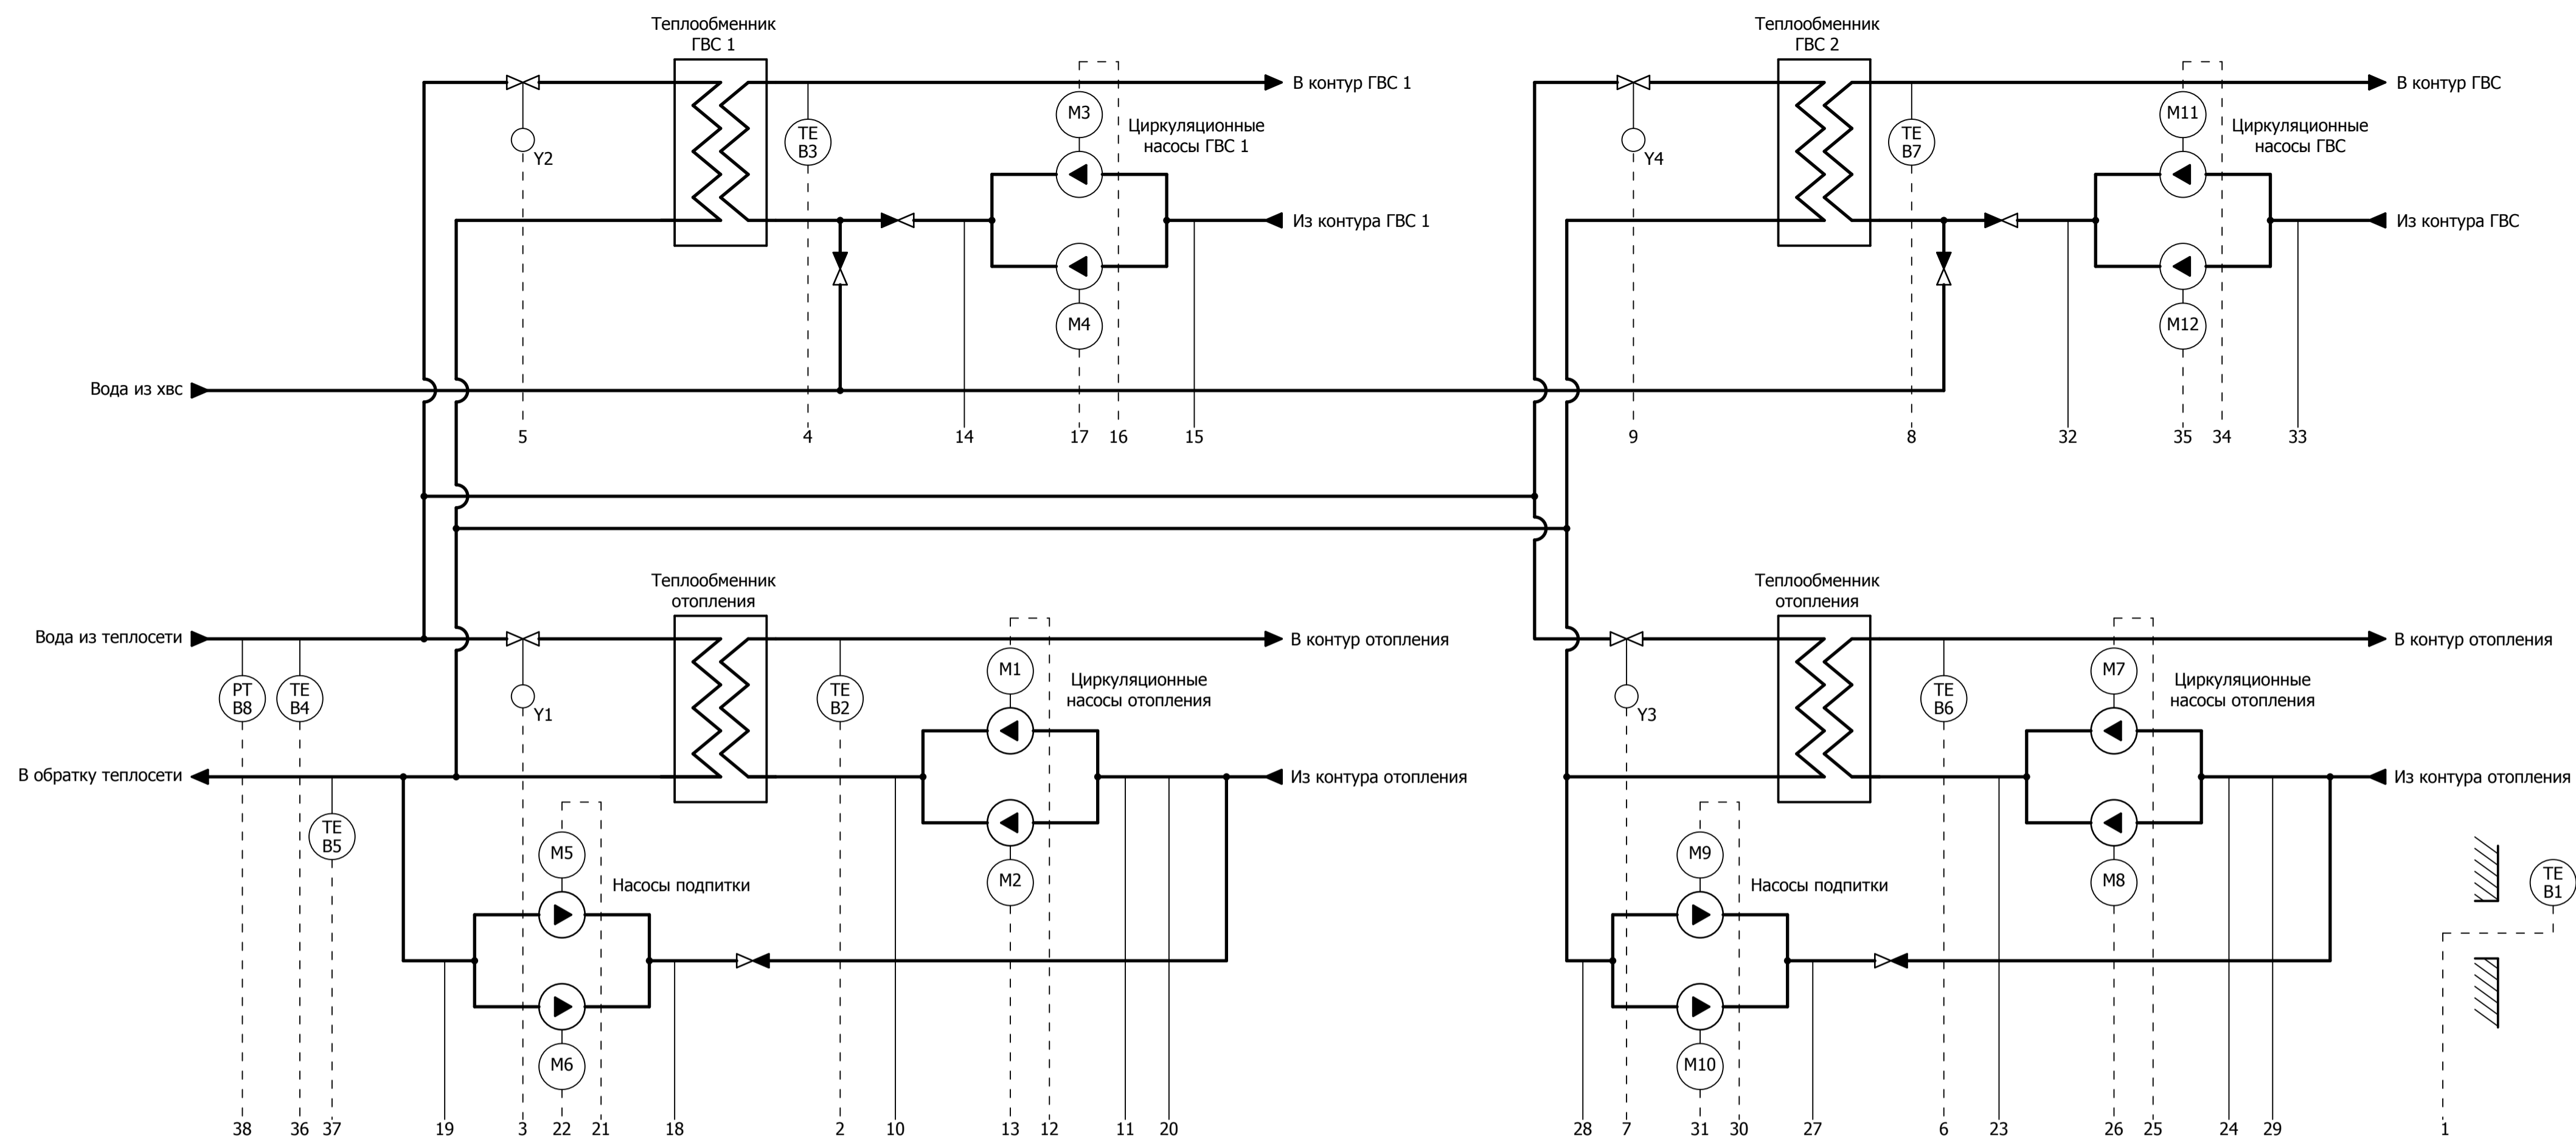 Теплообменник
ГВС 1
В контур ГВС 1
M3
Циркуляционные
насосы ГВС 1
TE
B3
Y2
Из контура ГВС 1
M4
Теплообменник
ГВС 2
В контур ГВС
M11
Циркуляционные
насосы ГВС
TE
B7
Y4
Из контура ГВС
M12
Вода из хвс
5
4
14
17
16
15
9
8
32
35
34
33
Теплообменник
отопления
Вода из теплосети
В контур отопления
PT
B8
TE
B4
Y1
TE
B2
M1
Циркуляционные
насосы отопления
В обратку теплосети
Из контура отопления
TE
B5
M5
M2
Насосы подпитки
M6
Теплообменник
отопления
В контур отопления
Y3
TE
B6
M7
Циркуляционные
насосы отопления
Из контура отопления
M9
M8
Насосы подпитки
TE
B1
M10
38
36
37
19
3
22
21
18
2
10
13
12
11
20
28
7
31
30
27
6
23
26
25
24
29
1